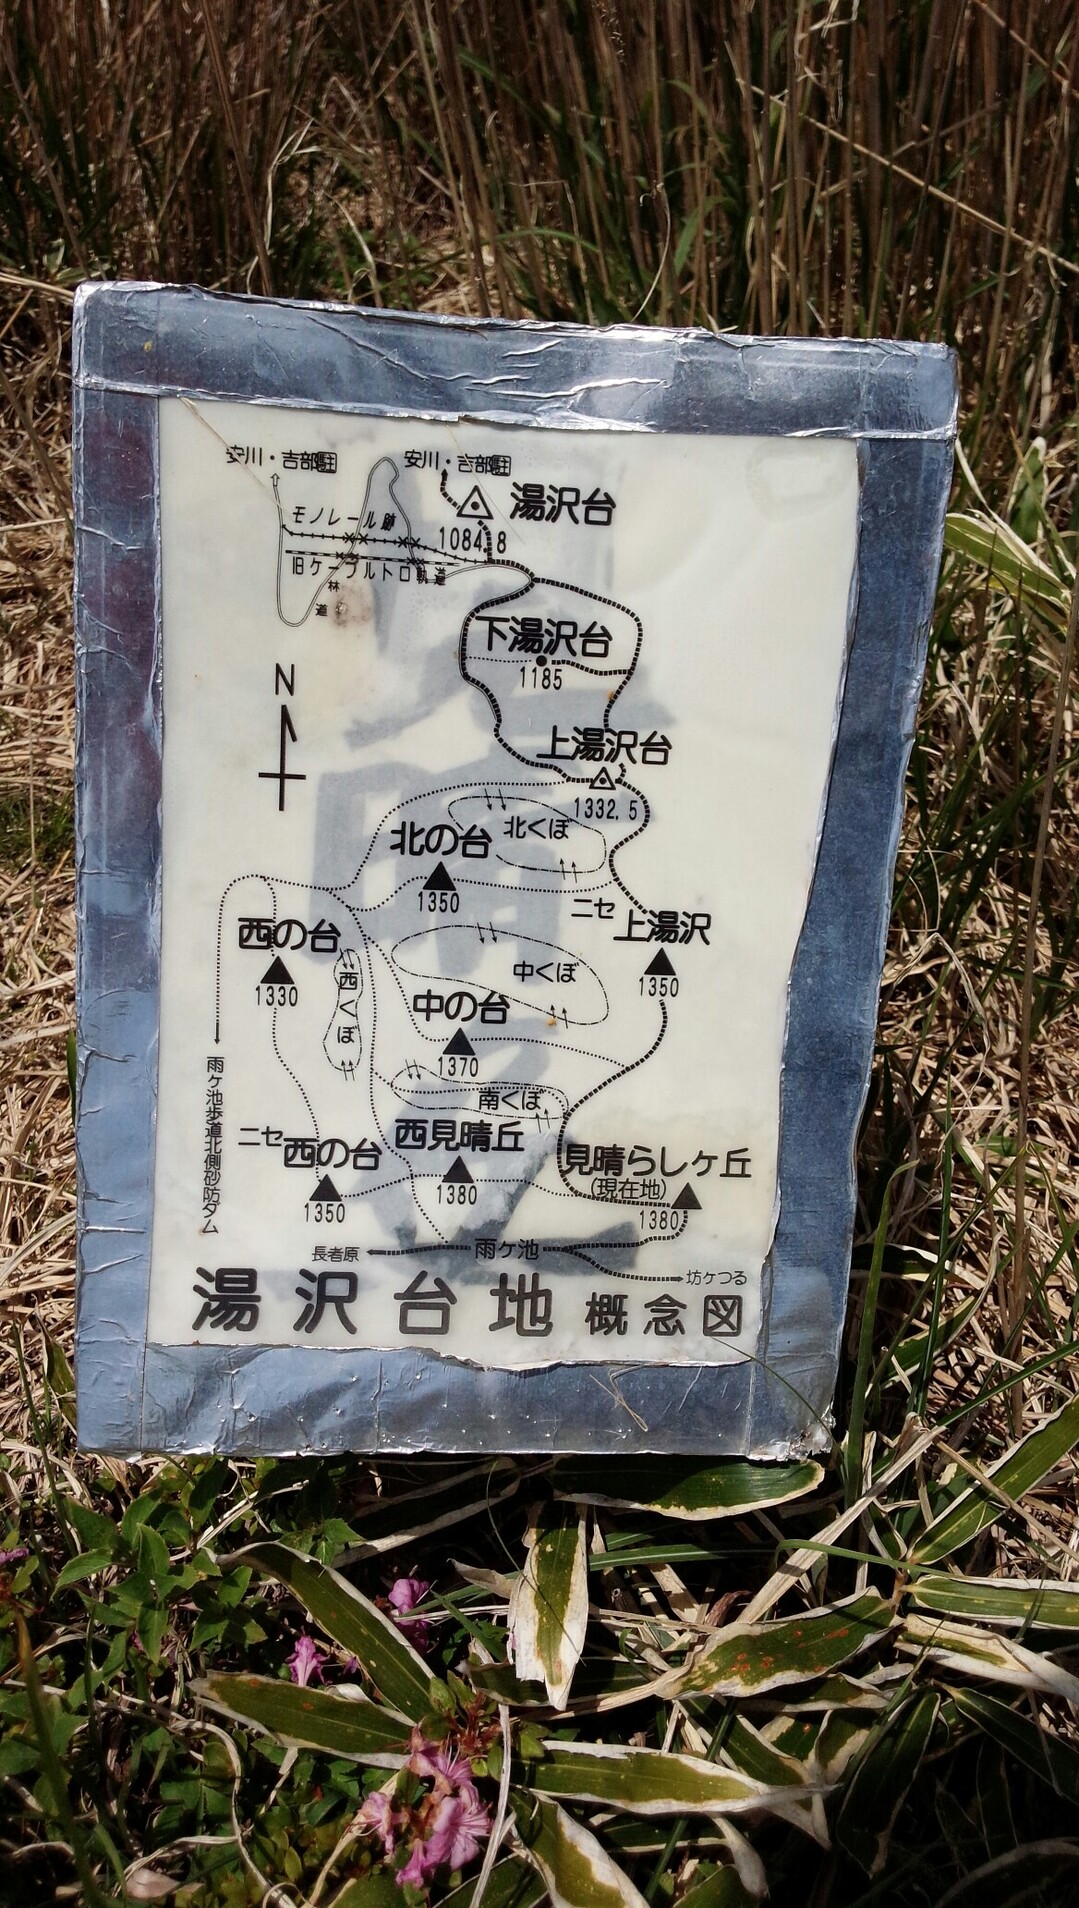 安川・吉部駐
安川・吉部駐
湯沢台
1084.8
モノレール跡
旧ケーブルトロ軌道
林道
下湯沢台
1185
N
上湯沢台
1332.5
北くぼ
北の台
1350
ニセ上湯沢
1350
西の台
1330
西くぼ
中くぼ
中の台
1370
南くぼ
雨ケ池歩道北側砂防ダム
ニセ西の台
1350
西見晴丘
1380
見晴らしケ丘
(現在地)
1380
長者原
雨ケ池
坊ケつる
湯沢台地 概念図